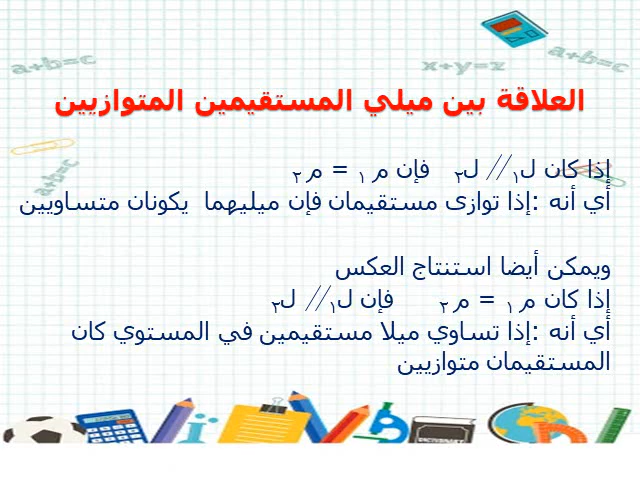 العلاقة بين ميلي المستقيمين المتوازيين
إذا كان ل١// ل٢ فإن م١ = م٢
أي أنه :إذا توازى مستقيمان فإن ميليهما يكونان متساويين
ويمكن أيضا استنتاج العكس
إذا كان م١ = م٢ فإن ل١// ل٢
أي أنه :إذا تساوي ميلا مستقيمين في المستوي كان
المستقيمان متوازيين
a+b=c
x+y=z
a+b=c
a+b=c
DICTIONARY